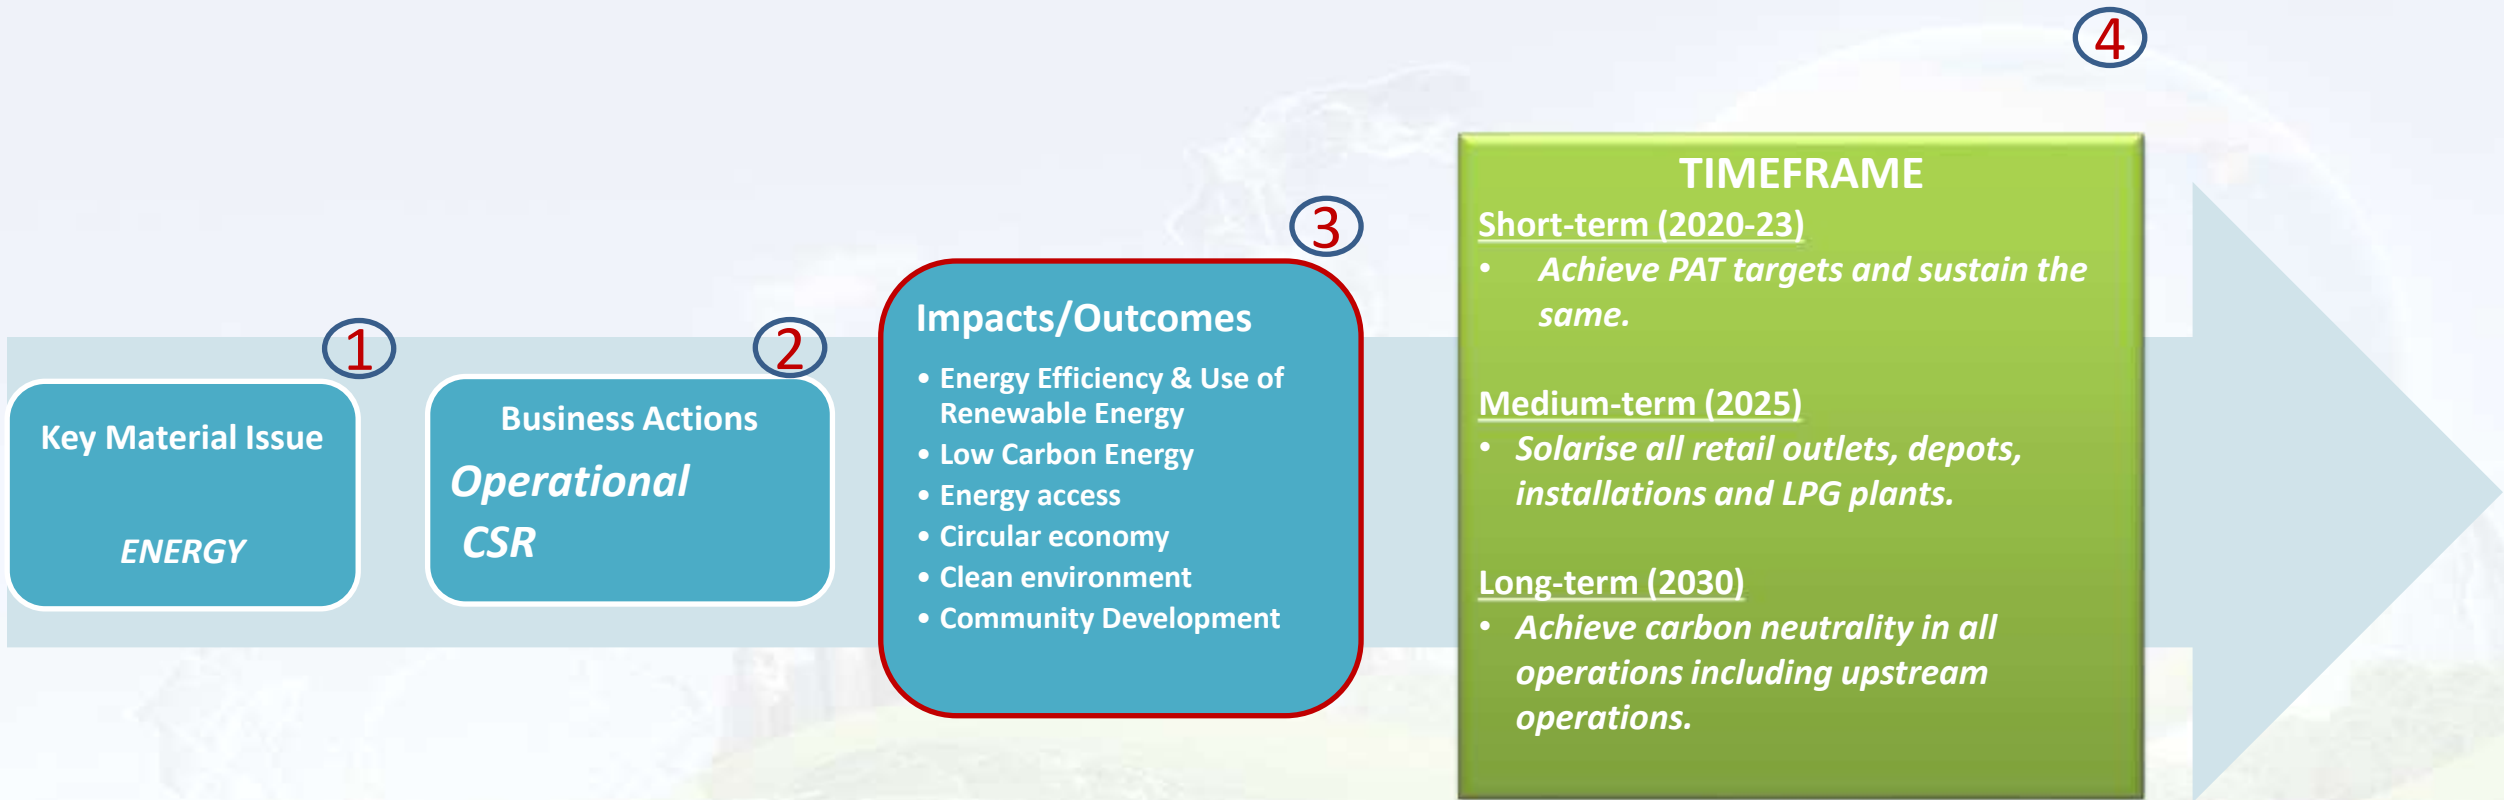 1
Key Material Issue
ENERGY
2
Business Actions
Operational
CSR
3
Impacts/Outcomes
• Energy Efficiency & Use of
Renewable Energy
• Low Carbon Energy
• Energy access
• Circular economy
• Clean environment
• Community Development
4
TIMEFRAME
Short-term (2020-23)
• Achieve PAT targets and sustain the
same.
Medium-term (2025)
• Solarise all retail outlets, depots,
installations and LPG plants.
Long-term (2030)
• Achieve carbon neutrality in all
operations including upstream
operations.